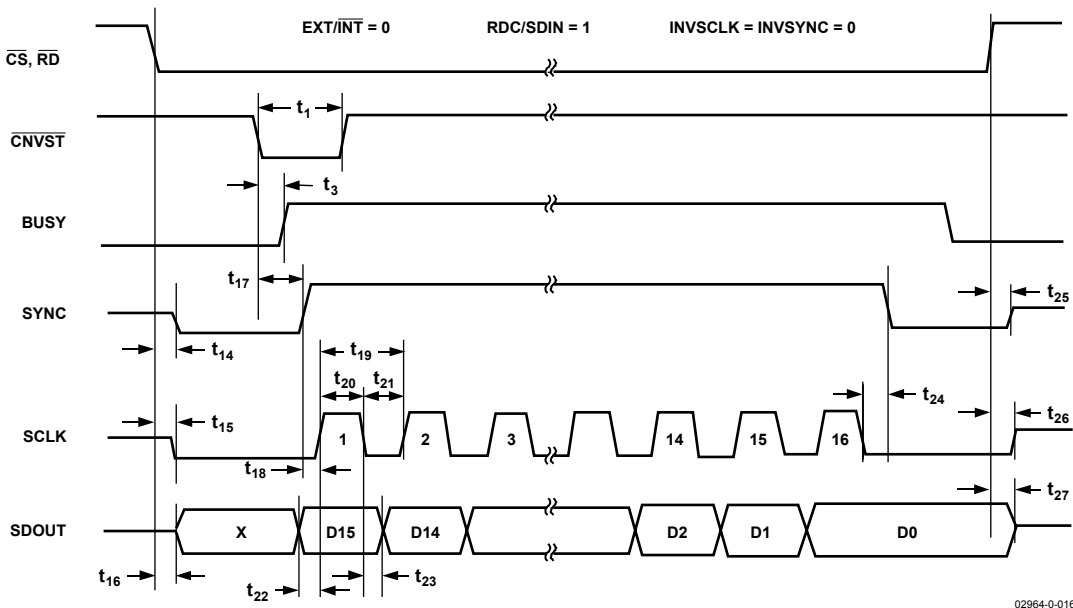 EXT/INT = 0 RDC/SDIN = 1 INVSCLK = INVSYNC = 0
CS, RD
t1
CNVST
t3
BUSY
t17
SYNC
t25
t14
t19
t20 t21
t24
t15
t26
SCLK
1 2 3 14 15 16
t18
t27
SDOUT
X D15 D14 D2 D1 D0
t16
t22
t23
02964-0-016